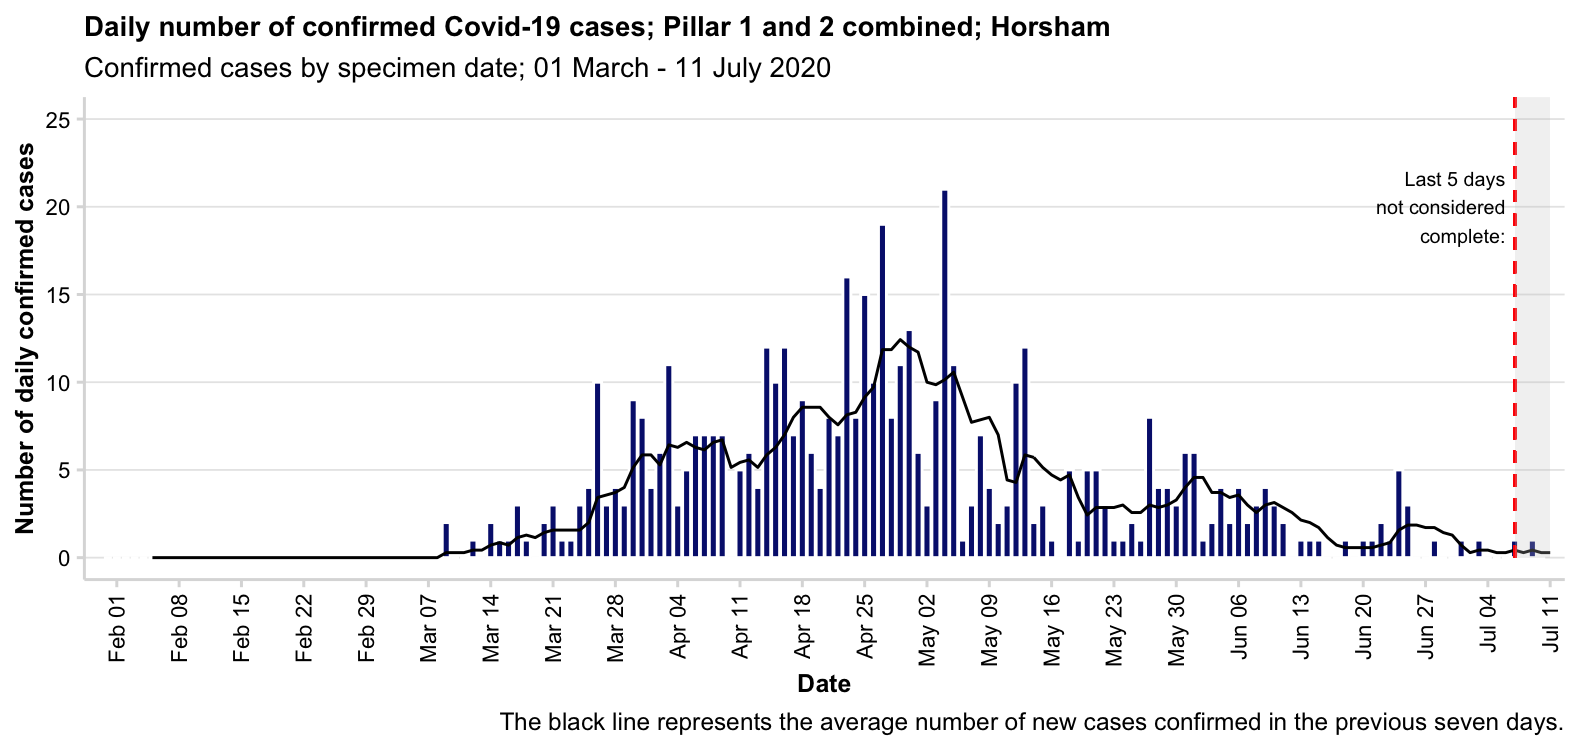 Daily number of confirmed Covid-19 cases; Pillar 1 and 2 combined; Horsham
Confirmed cases by specimen date; 01 March - 11 July 2020
Number of daily confirmed cases
25
20
15
10
5
0
Last 5 days
not considered
complete:
Feb 01
Feb 08
Feb 15
Feb 22
Feb 29
Mar 07
Mar 14
Mar 21
Mar 28
Apr 04
Apr 11
Apr 18
Apr 25
May 02
May 09
May 16
May 23
May 30
Jun 06
Jun 13
Jun 20
Jun 27
Jul 04
Jul 11
Date
The black line represents the average number of new cases confirmed in the previous seven days.